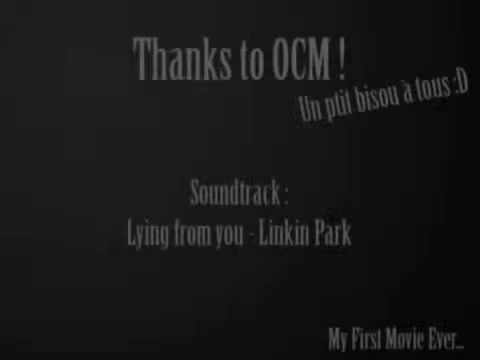 Thanks to OCM !
Un ptit bisou à tous :D
Soundtrack :
Lying from you - Linkin Park
My First Movie Ever...